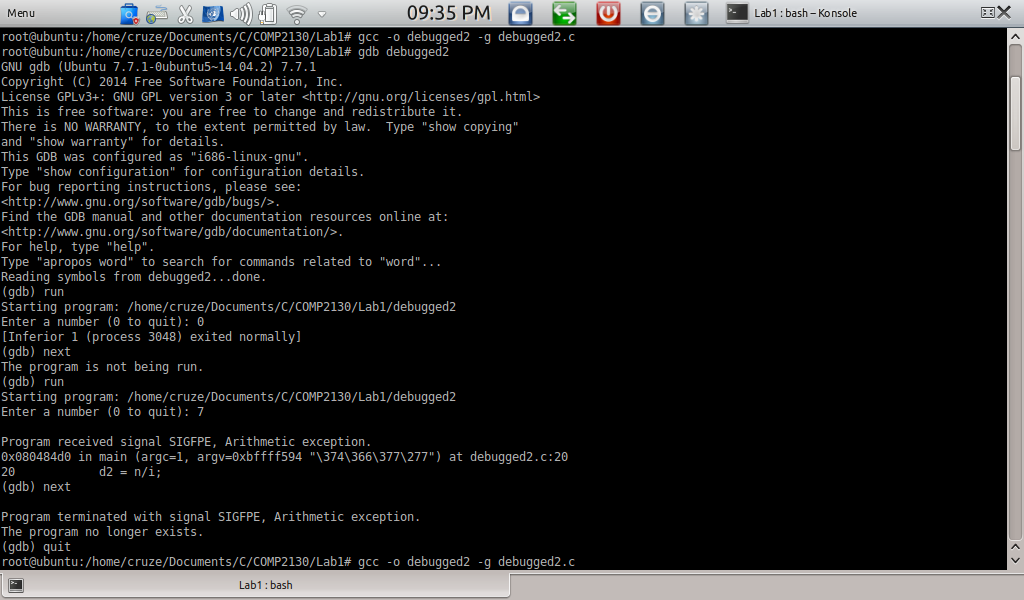 Menu
09:35 PM
Lab1 : bash – Konsole
root@ubuntu:/home/cruze/Documents/C/COMP2130/Lab1# gcc -o debugged2 -g debugged2.c
root@ubuntu:/home/cruze/Documents/C/COMP2130/Lab1# gdb debugged2
GNU gdb (Ubuntu 7.7.1-0ubuntu5~14.04.2) 7.7.1
Copyright (C) 2014 Free Software Foundation, Inc.
License GPLv3+: GNU GPL version 3 or later <http://gnu.org/licenses/gpl.html>
This is free software: you are free to change and redistribute it.
There is NO WARRANTY, to the extent permitted by law.  Type "show copying"
and "show warranty" for details.
This GDB was configured as "i686-linux-gnu".
Type "show configuration" for configuration details.
For bug reporting instructions, please see:
<http://www.gnu.org/software/gdb/bugs/>.
Find the GDB manual and other documentation resources online at:
<http://www.gnu.org/software/gdb/documentation/>.
For help, type "help".
Type "apropos word" to search for commands related to "word"...
Reading symbols from debugged2...done.
(gdb) run
Starting program: /home/cruze/Documents/C/COMP2130/Lab1/debugged2
Enter a number (0 to quit): 0
[Inferior 1 (process 3048) exited normally]
(gdb) next
The program is not being run.
(gdb) run
Starting program: /home/cruze/Documents/C/COMP2130/Lab1/debugged2
Enter a number (0 to quit): 7
Program received signal SIGFPE, Arithmetic exception.
0x080484d0 in main (argc=1, argv=0xbffff594 "\374\366\377\277") at debugged2.c:20
20 d2 = n/i;
(gdb) next
Program terminated with signal SIGFPE, Arithmetic exception.
The program no longer exists.
(gdb) quit
root@ubuntu:/home/cruze/Documents/C/COMP2130/Lab1# gcc -o debugged2 -g debugged2.c
Lab1 : bash